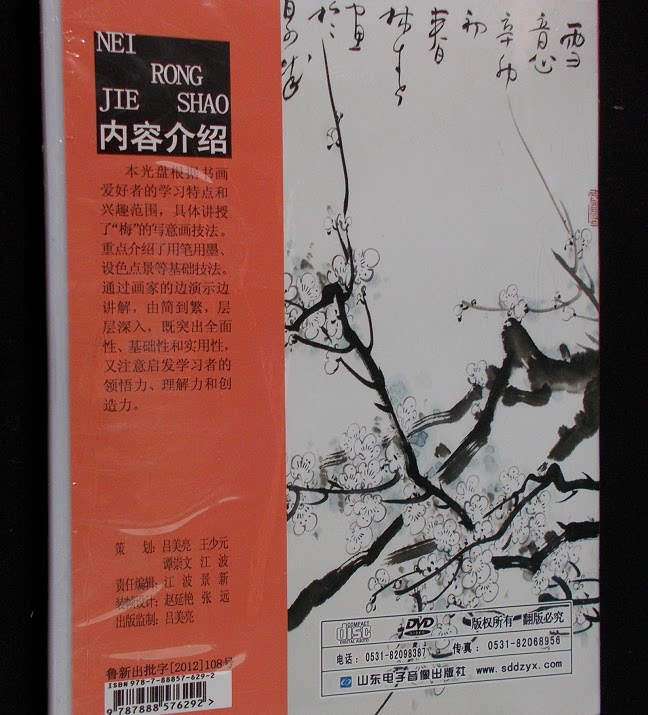 NEI
RONG
JIE SHAO
内容介绍
本光盘根据书画
爱好者的学习特点和
兴趣范围，具体讲授
了“梅”的写意画技法。
重点介绍了用笔用墨、
设色点景等基础技法。
通过画家的边演示边
讲解，由简到繁，层
层深入，既突出全面
性、基础性和实用性，
又注意启发学习者的
领悟力、理解力和创
造力。
策 划：吕美亮 王少元
谭崇文 江 波
责任编辑：江 波 景 新
装帧设计：赵延艳 张 远
出版监制：吕美亮
鲁新出批字[2012]108号
ISBN 978-7-88857-629-2
9 787888 576292 >
COMPACT
disc
DIGITAL AUDIO
DVD
VIDEO
版权所有 翻版必究
电话： 0531-82098387 传真： 0531-82068956
山东电子音像出版社 www.sddzyx.com